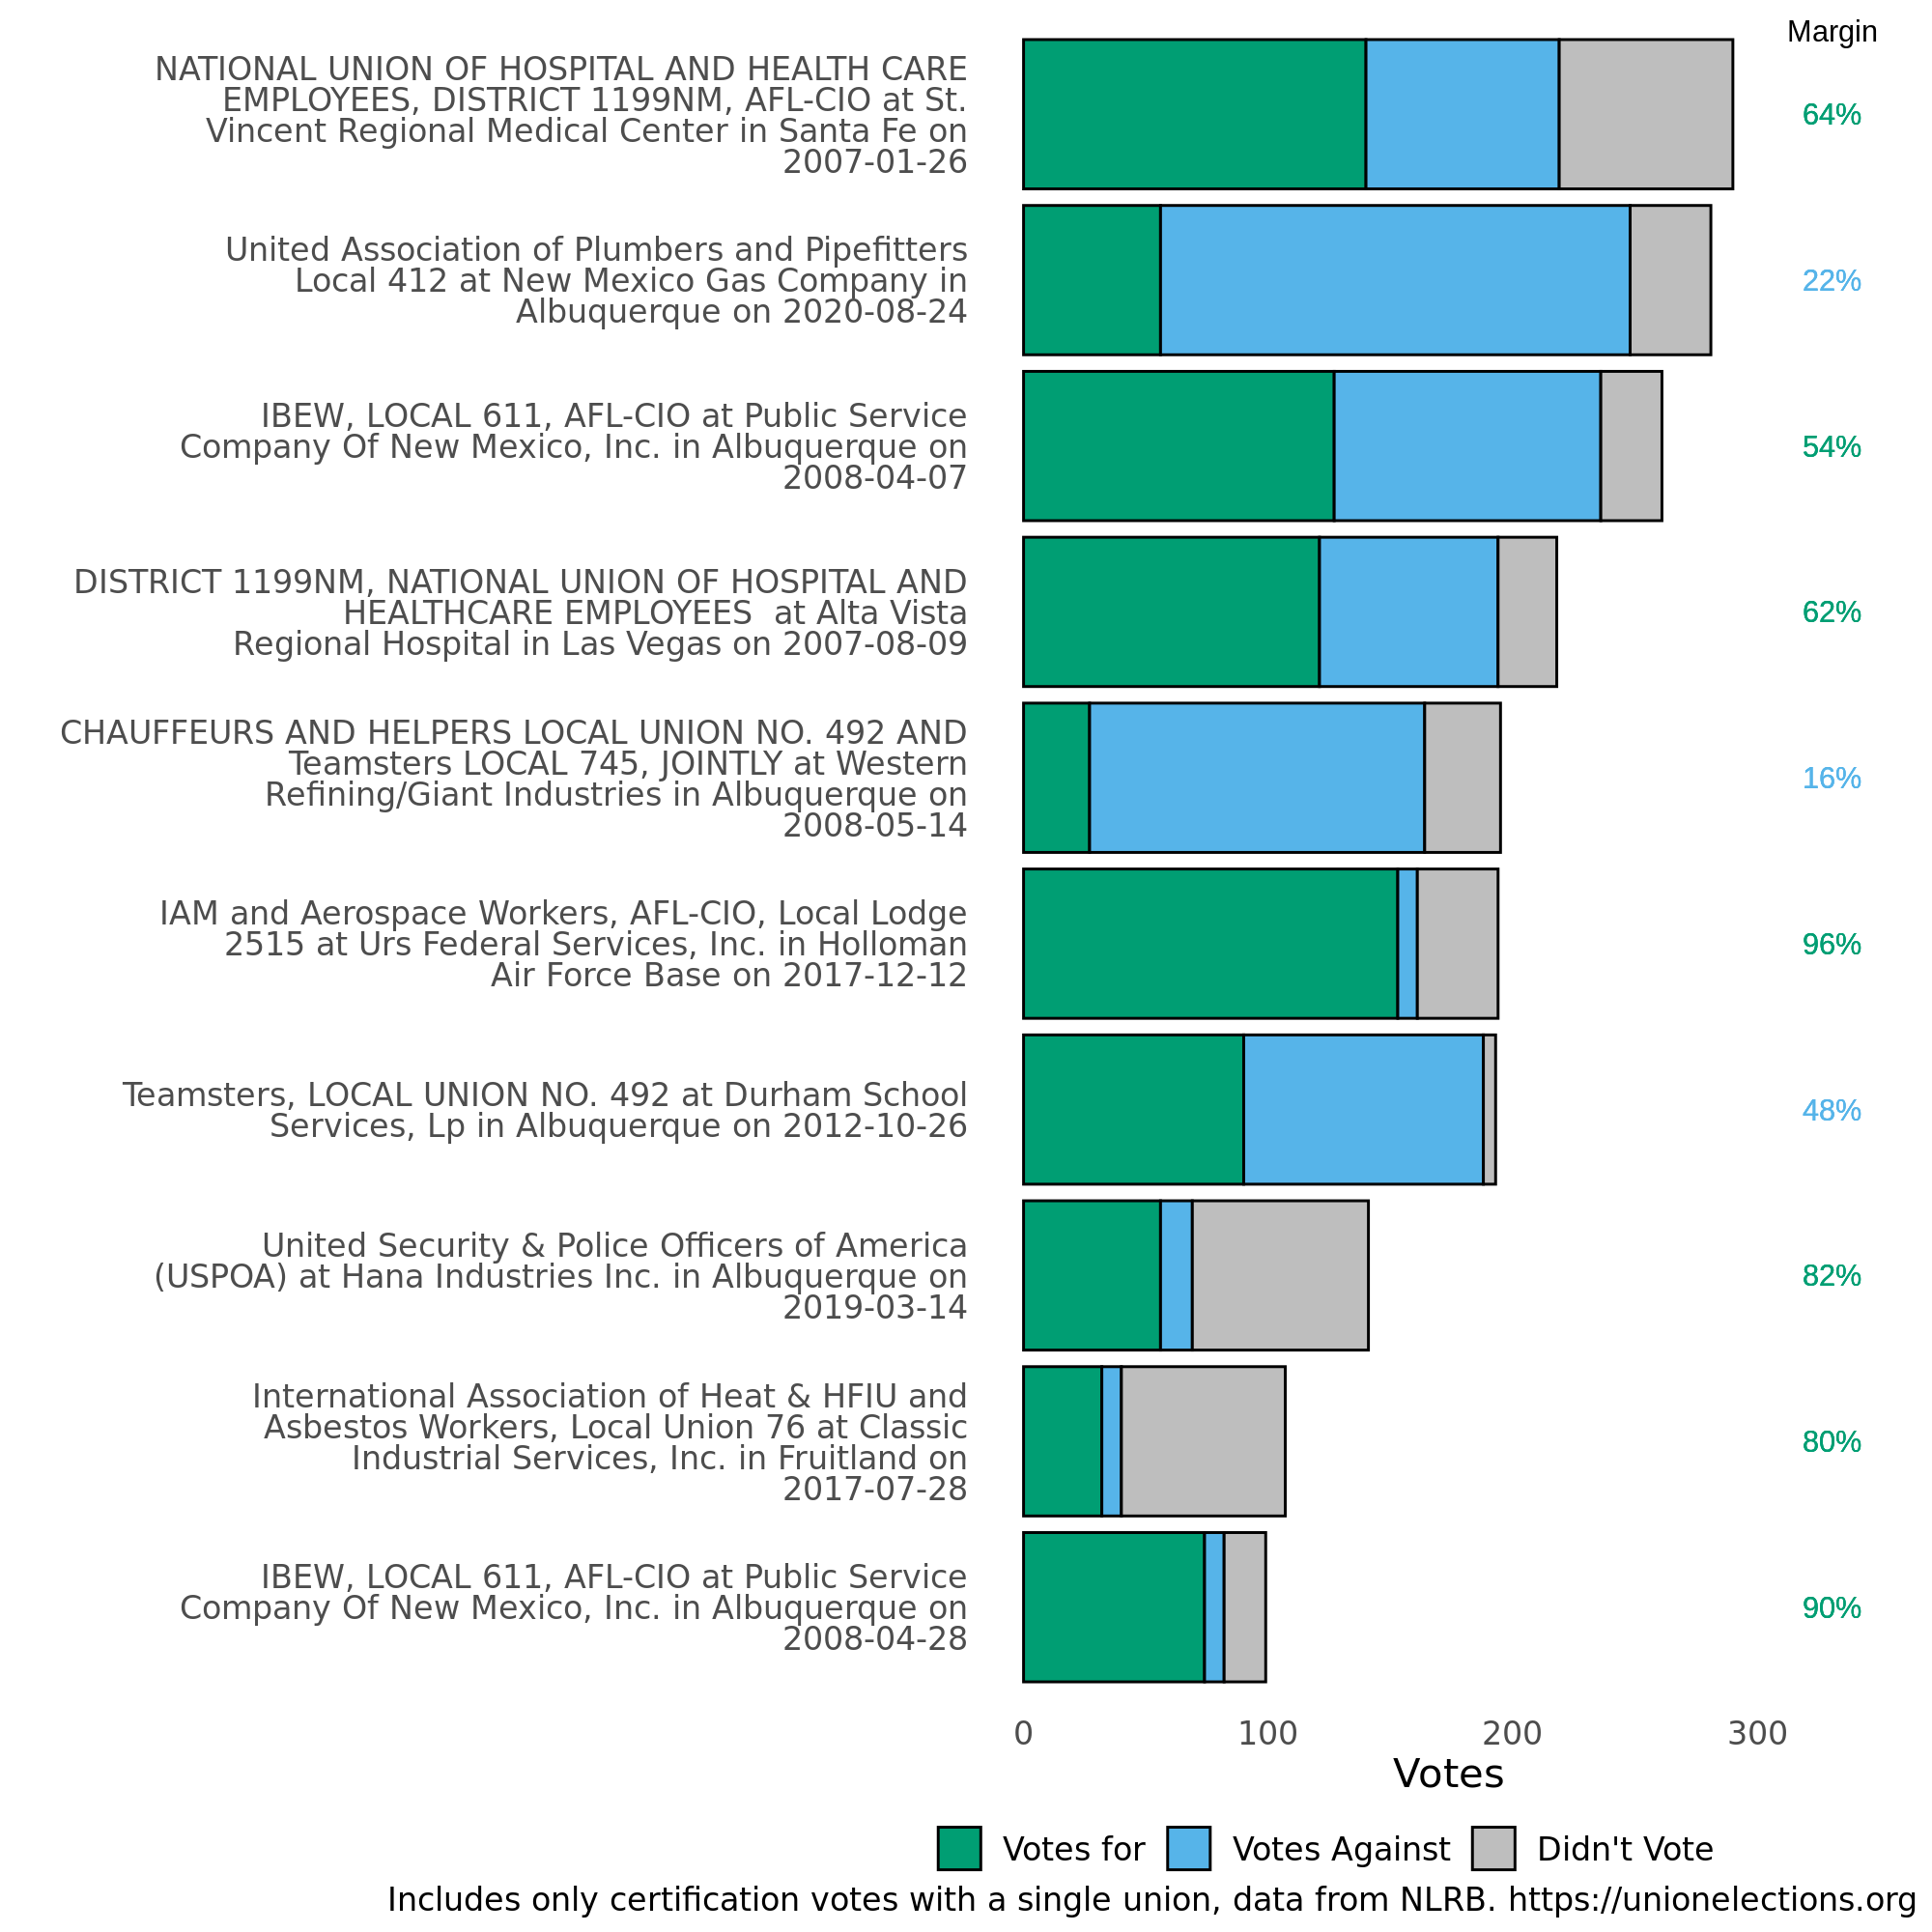 Margin
NATIONAL UNION OF HOSPITAL AND HEALTH CARE
EMPLOYEES, DISTRICT 1199NM, AFL-CIO at St.
Vincent Regional Medical Center in Santa Fe on
2007-01-26
64%
United Association of Plumbers and Pipefitters
Local 412 at New Mexico Gas Company in
Albuquerque on 2020-08-24
22%
IBEW, LOCAL 611, AFL-CIO at Public Service
Company Of New Mexico, Inc. in Albuquerque on
2008-04-07
54%
DISTRICT 1199NM, NATIONAL UNION OF HOSPITAL AND
HEALTHCARE EMPLOYEES  at Alta Vista
Regional Hospital in Las Vegas on 2007-08-09
62%
CHAUFFEURS AND HELPERS LOCAL UNION NO. 492 AND
Teamsters LOCAL 745, JOINTLY at Western
Refining/Giant Industries in Albuquerque on
2008-05-14
16%
IAM and Aerospace Workers, AFL-CIO, Local Lodge
2515 at Urs Federal Services, Inc. in Holloman
Air Force Base on 2017-12-12
96%
Teamsters, LOCAL UNION NO. 492 at Durham School
Services, Lp in Albuquerque on 2012-10-26
48%
United Security & Police Officers of America
(USPOA) at Hana Industries Inc. in Albuquerque on
2019-03-14
82%
International Association of Heat & HFIU and
Asbestos Workers, Local Union 76 at Classic
Industrial Services, Inc. in Fruitland on
2017-07-28
80%
IBEW, LOCAL 611, AFL-CIO at Public Service
Company Of New Mexico, Inc. in Albuquerque on
2008-04-28
90%
0 100 200 300
Votes
Votes for Votes Against Didn't Vote
Includes only certification votes with a single union, data from NLRB. https://unionelections.org